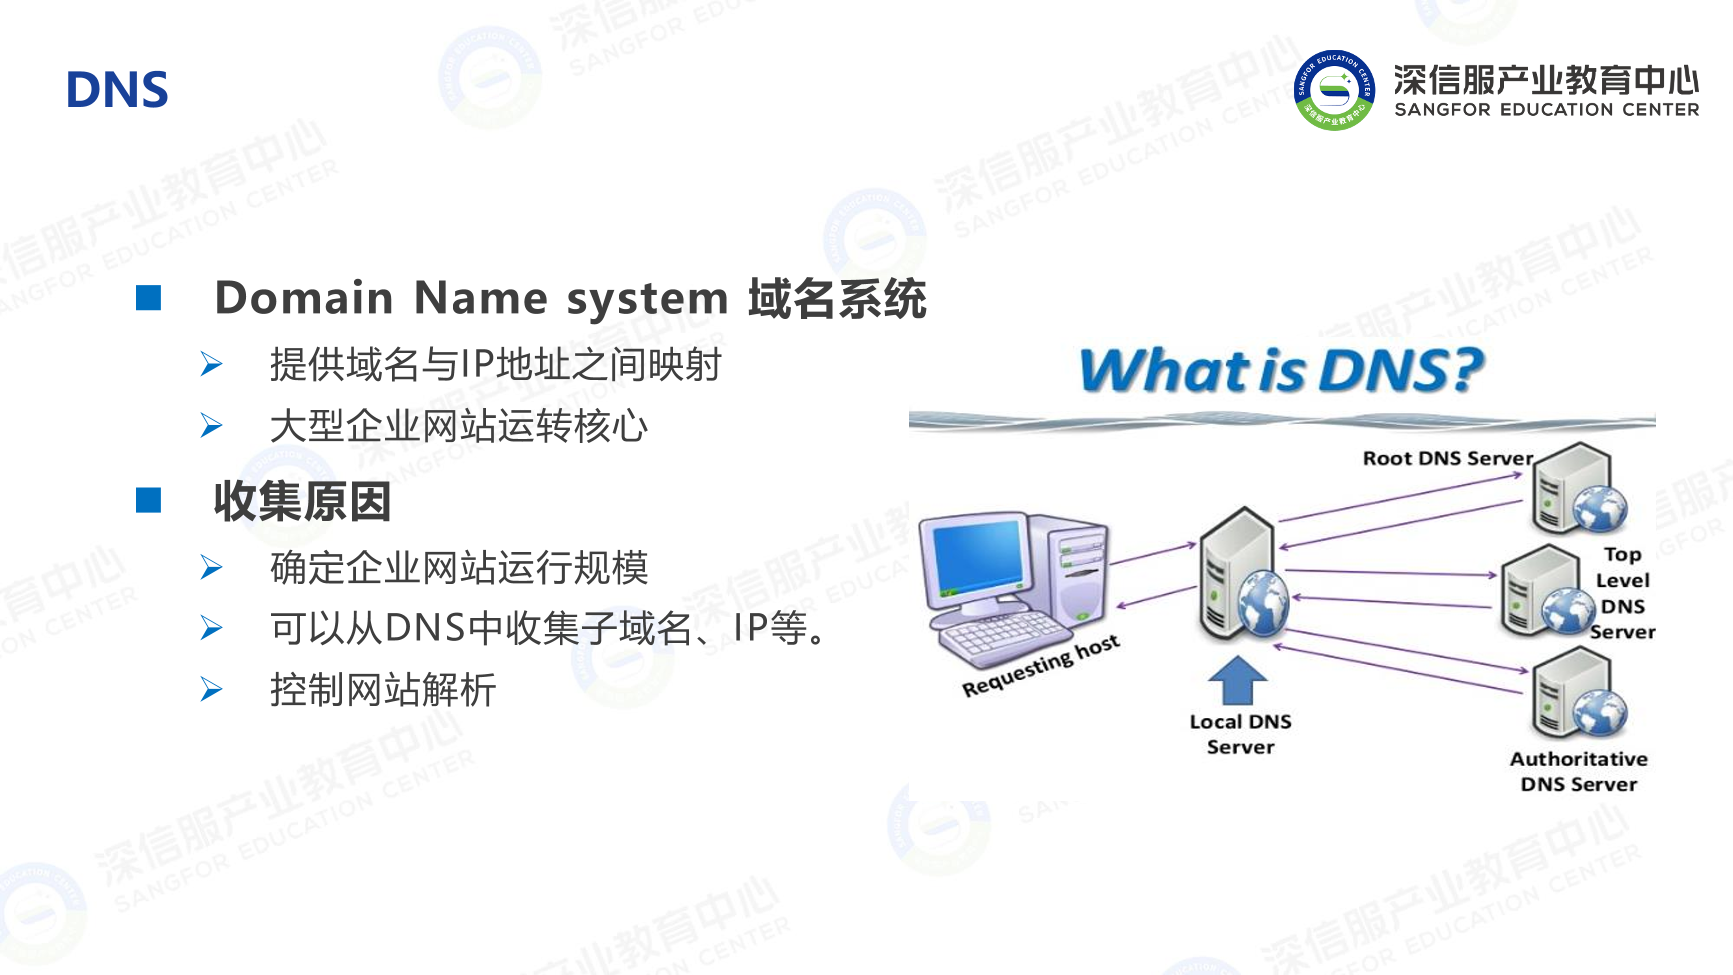 DNS
深信服产业教育中心
SANGFOR EDUCATION CENTER
Domain Name system 域名系统
提供域名与IP地址之间映射
大型企业网站运转核心
收集原因
确定企业网站运行规模
可以从DNS中收集子域名、IP等。
控制网站解析
What is DNS?
Root DNS Server
Top
Level
DNS
Server
Requesting host
Local DNS
Server
Authoritative
DNS Server